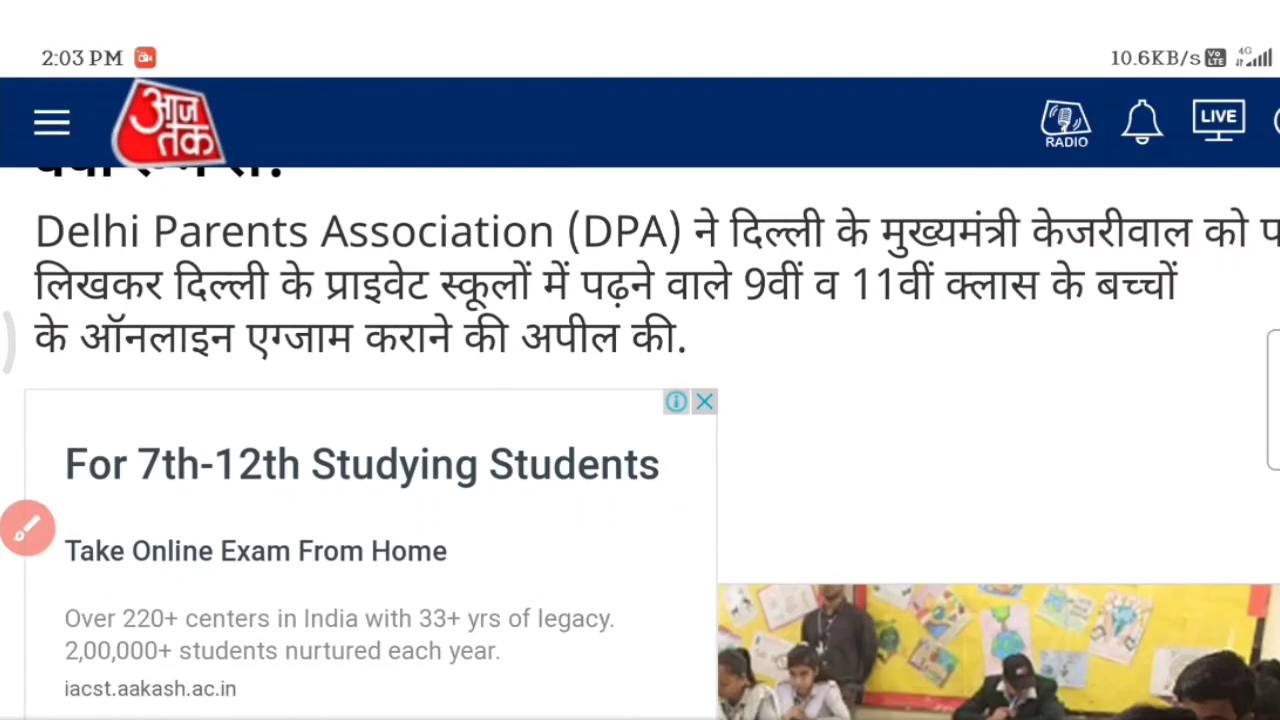 2:03 PM
10.6KB/s Vo LTE 4G
आज
तक
RADIO
LIVE
Delhi Parents Association (DPA) ने दिल्ली के मुख्यमंत्री केजरीवाल को
लिखकर दिल्ली के प्राइवेट स्कूलों में पढ़ने वाले 9वीं व 11वीं क्लास के बच्चों
के ऑनलाइन एग्जाम कराने की अपील की.
For 7th-12th Studying Students
Take Online Exam From Home
Over 220+ centers in India with 33+ yrs of legacy.
2,00,000+ students nurtured each year.
iacst.aakash.ac.in